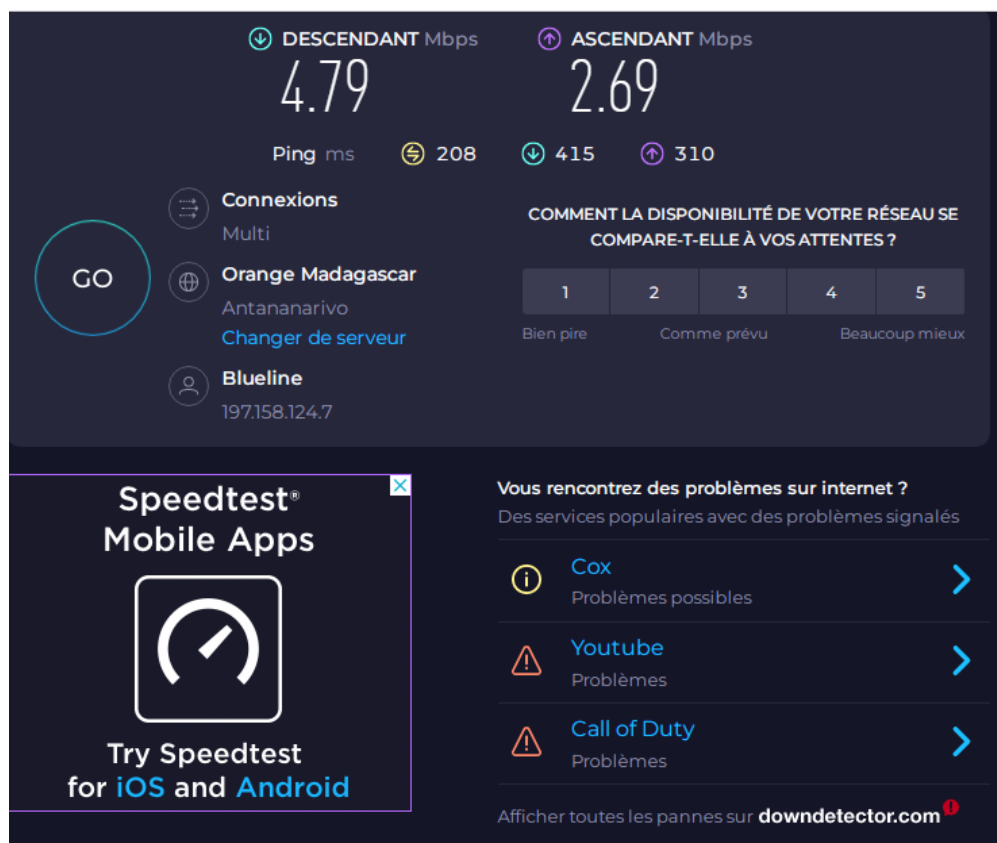 DESCENDANT Mbps
ASCENDANT Mbps
4.79
2.69
Ping ms 208 415 310
Connexions
Multi
GO
Orange Madagascar
Antananarivo
Changer de serveur
Blueline
197.158.124.7
COMMENT LA DISPONIBILITÉ DE VOTRE RÉSEAU SE
COMPARE-T-ELLE À VOS ATTENTES ?
1 2 3 4 5
Bien pire Comme prévu Beaucoup mieux
Speedtest®
Mobile Apps
Try Speedtest
for iOS and Android
Vous rencontrez des problèmes sur internet ?
Des services populaires avec des problèmes signalés
Cox
Problèmes possibles
Youtube
Problèmes
Call of Duty
Problèmes
Afficher toutes les pannes sur downdetector.com